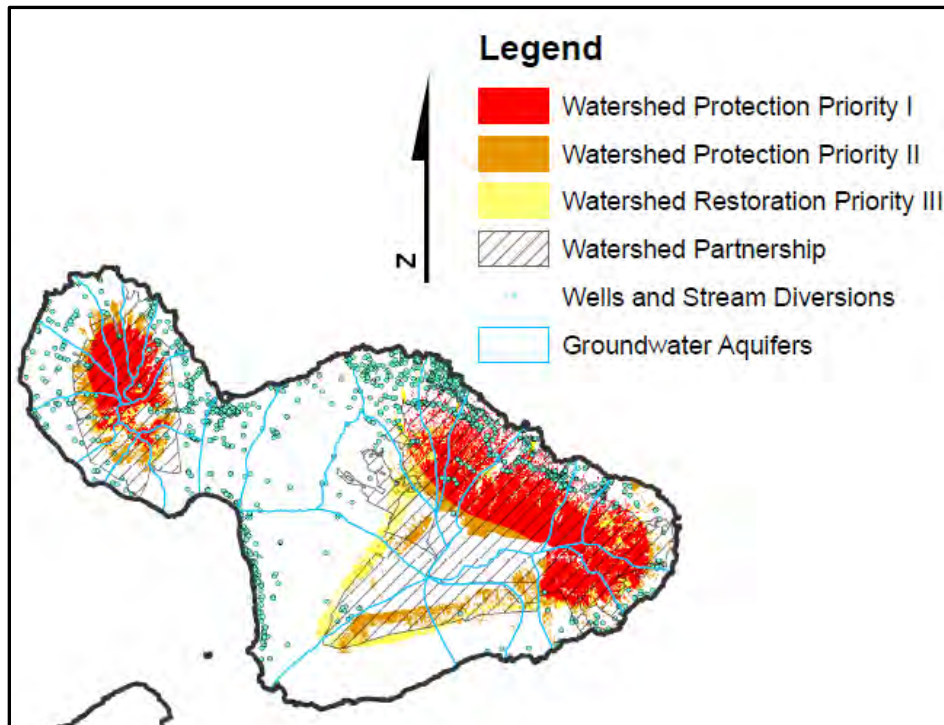 Legend
Watershed Protection Priority I
Watershed Protection Priority II
Watershed Restoration Priority III
Watershed Partnership
Wells and Stream Diversions
Groundwater Aquifers
N